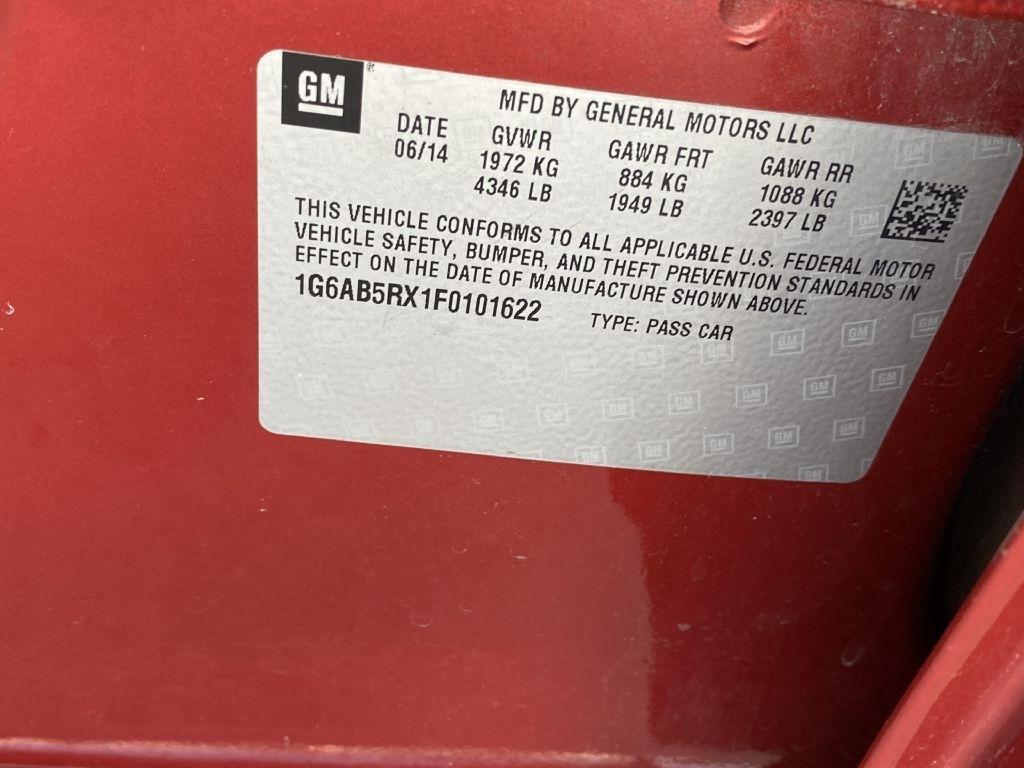 GM
MFD BY GENERAL MOTORS LLC
DATE GVWR GAWR FRT GAWR RR
06/14 1972 KG 884 KG 1088 KG
4346 LB 1949 LB 2397 LB
THIS VEHICLE CONFORMS TO ALL APPLICABLE U.S. FEDERAL MOTOR
VEHICLE SAFETY, BUMPER, AND THEFT PREVENTION STANDARDS IN
EFFECT ON THE DATE OF MANUFACTURE SHOWN ABOVE.
1G6AB5RX1F0101622 TYPE: PASS CAR